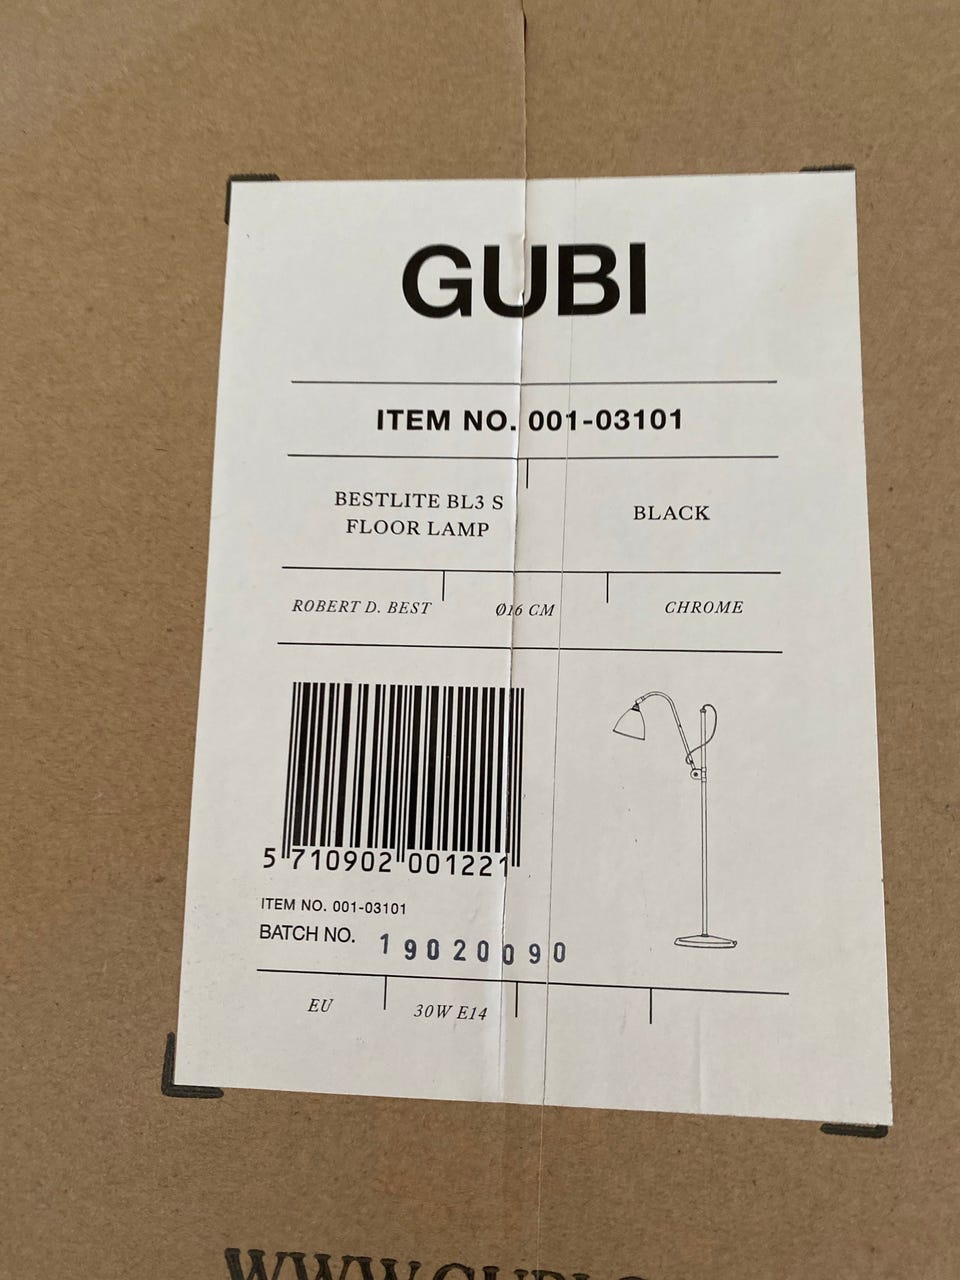 GUBI
ITEM NO. 001-03101
BESTLITE BL3 S
FLOOR LAMP
BLACK
ROBERT D. BEST
Ø16 CM
CHROME
5 710902 001221
ITEM NO. 001-03101
BATCH NO. 19020090
EU
30W E14